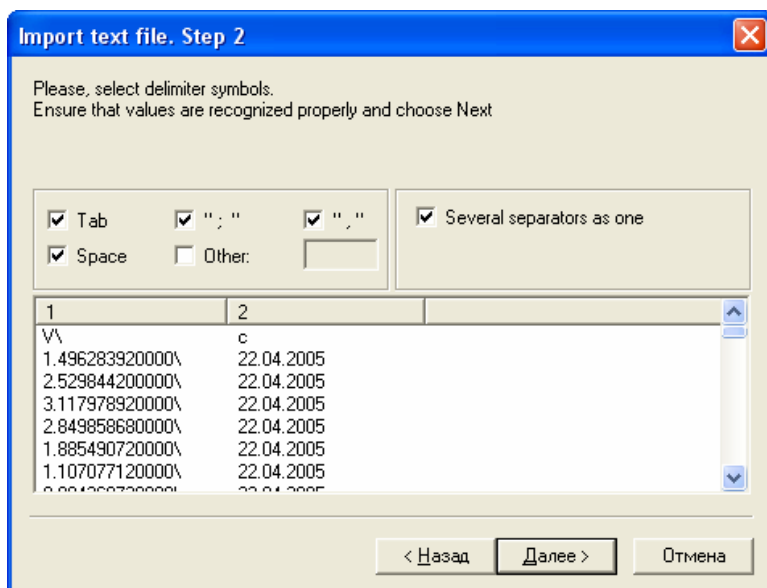 Import text file. Step 2
Please, select delimiter symbols.
Ensure that values are recognized properly and choose Next
Tab " ; " " , " Several separators as one
Space Other:
1 2
V\ c
1.496283920000\ 22.04.2005
2.529844200000\ 22.04.2005
3.117978920000\ 22.04.2005
2.849858680000\ 22.04.2005
1.885490720000\ 22.04.2005
1.107077120000\ 22.04.2005
< Назад Далее > Отмена